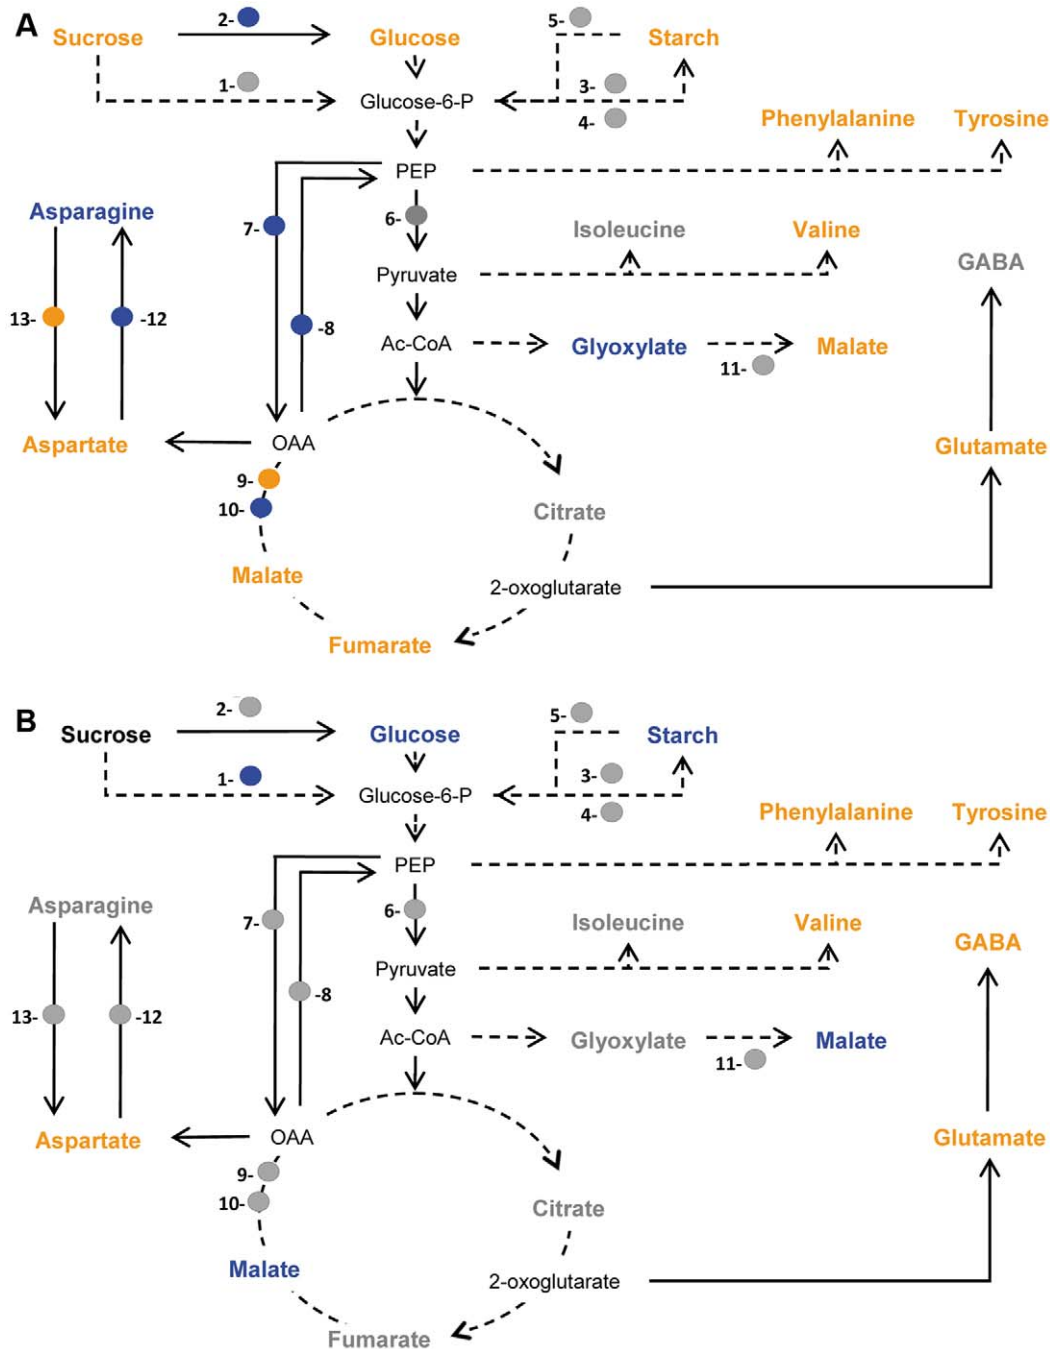 A
Sucrose
2-
Glucose
5-
Starch
1-
Glucose-6-P
3-
4-
Phenylalanine
Tyrosine
PEP
Asparagine
7-
6-
Isoleucine
Valine
GABA
Pyruvate
13-
-12
-8
Ac-CoA
Glyoxylate
11-
Malate
Aspartate
OAA
Glutamate
9-
10-
Citrate
Malate
2-oxoglutarate
Fumarate
B
Sucrose
2-
Glucose
5-
Starch
1-
Glucose-6-P
3-
4-
Phenylalanine
Tyrosine
PEP
Asparagine
7-
6-
Isoleucine
Valine
GABA
Pyruvate
13-
-12
-8
Ac-CoA
Glyoxylate
11-
Malate
Aspartate
OAA
Glutamate
9-
10-
Citrate
Malate
2-oxoglutarate
Fumarate